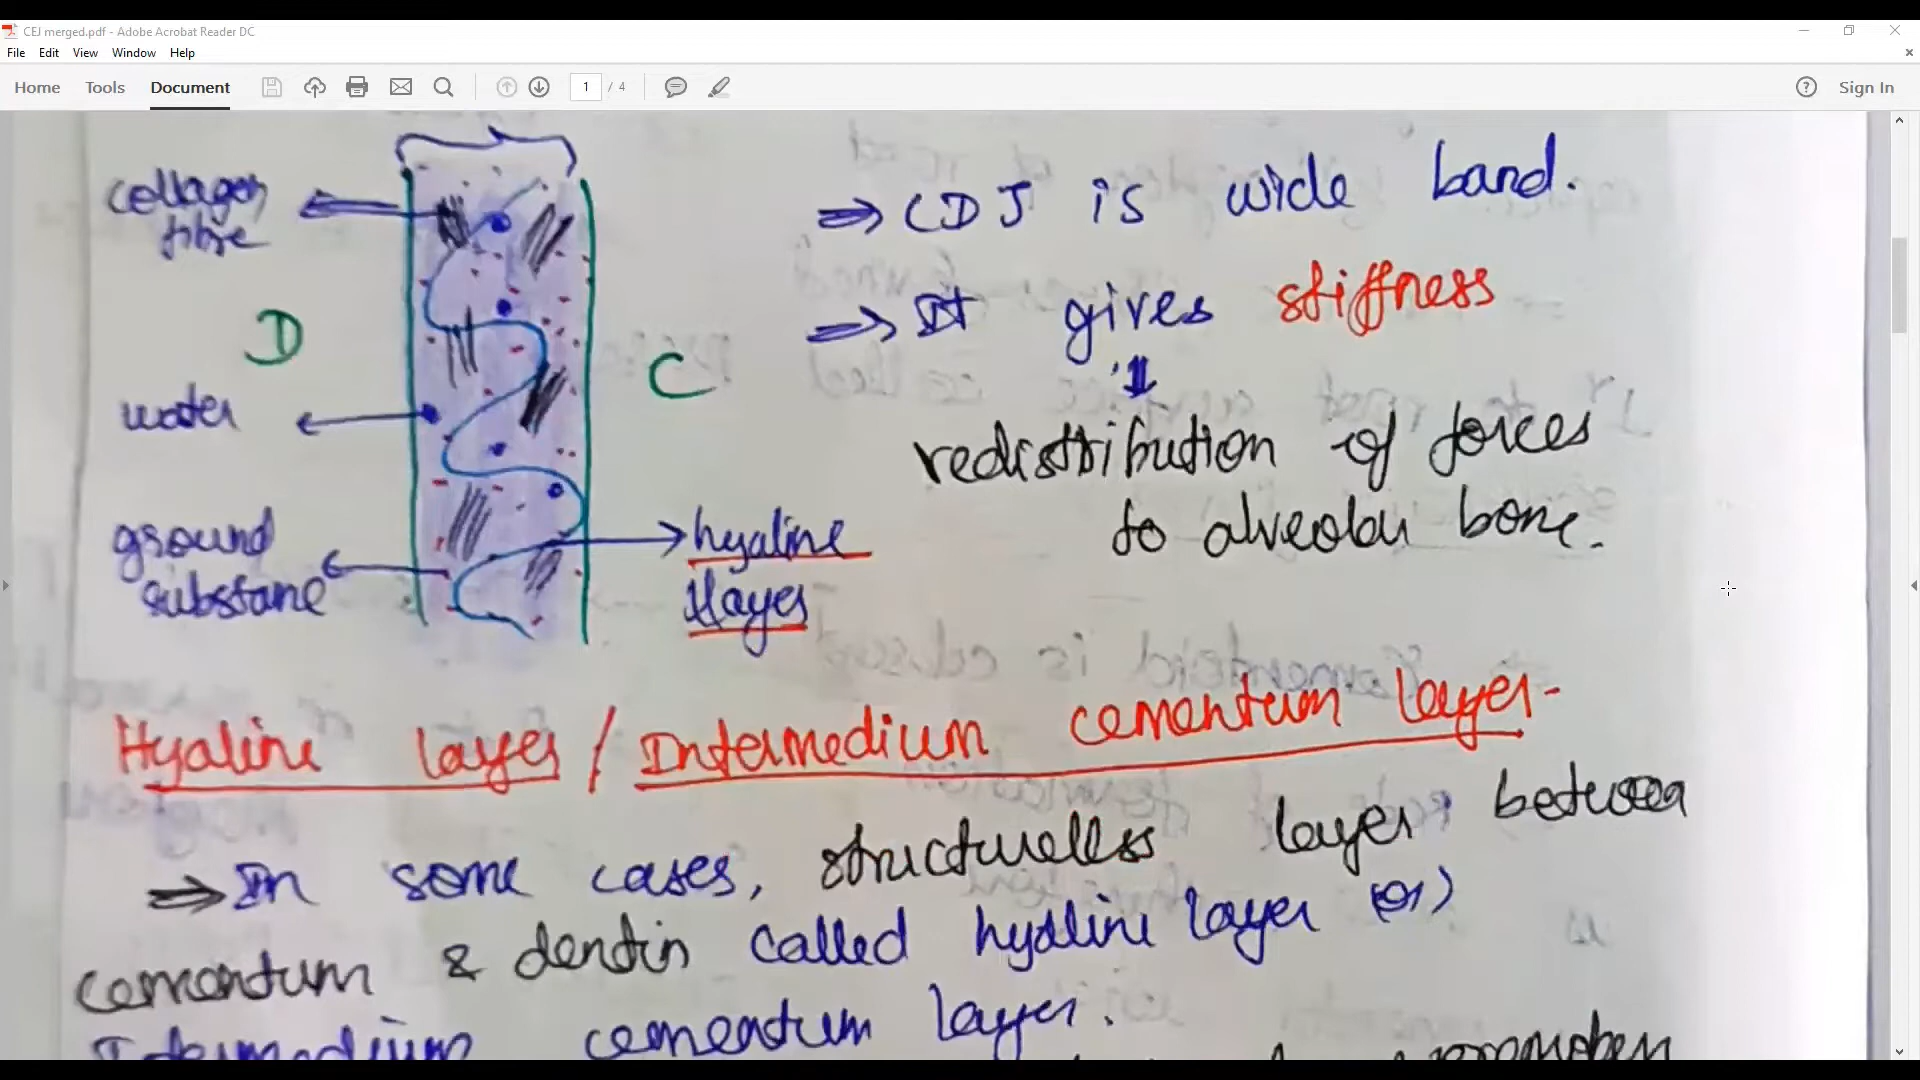 CEJ merged.pdf - Adobe Acrobat Reader DC
File Edit View Window Help
Home Tools Document 1 / 4 Sign In
collagen
fibre
D
water
ground
substane
C
hyaline
layer
⇒ CDJ is wide band.
⇒ It gives stiffness
↓
redistribution of forces
to alveolar bone.
Hyaline layer / Intermedium cementum layer-
⇒ In some cases, structurelless layer between
cementum & dentin called hyaline layer (or)
Intermedium cementum layer.